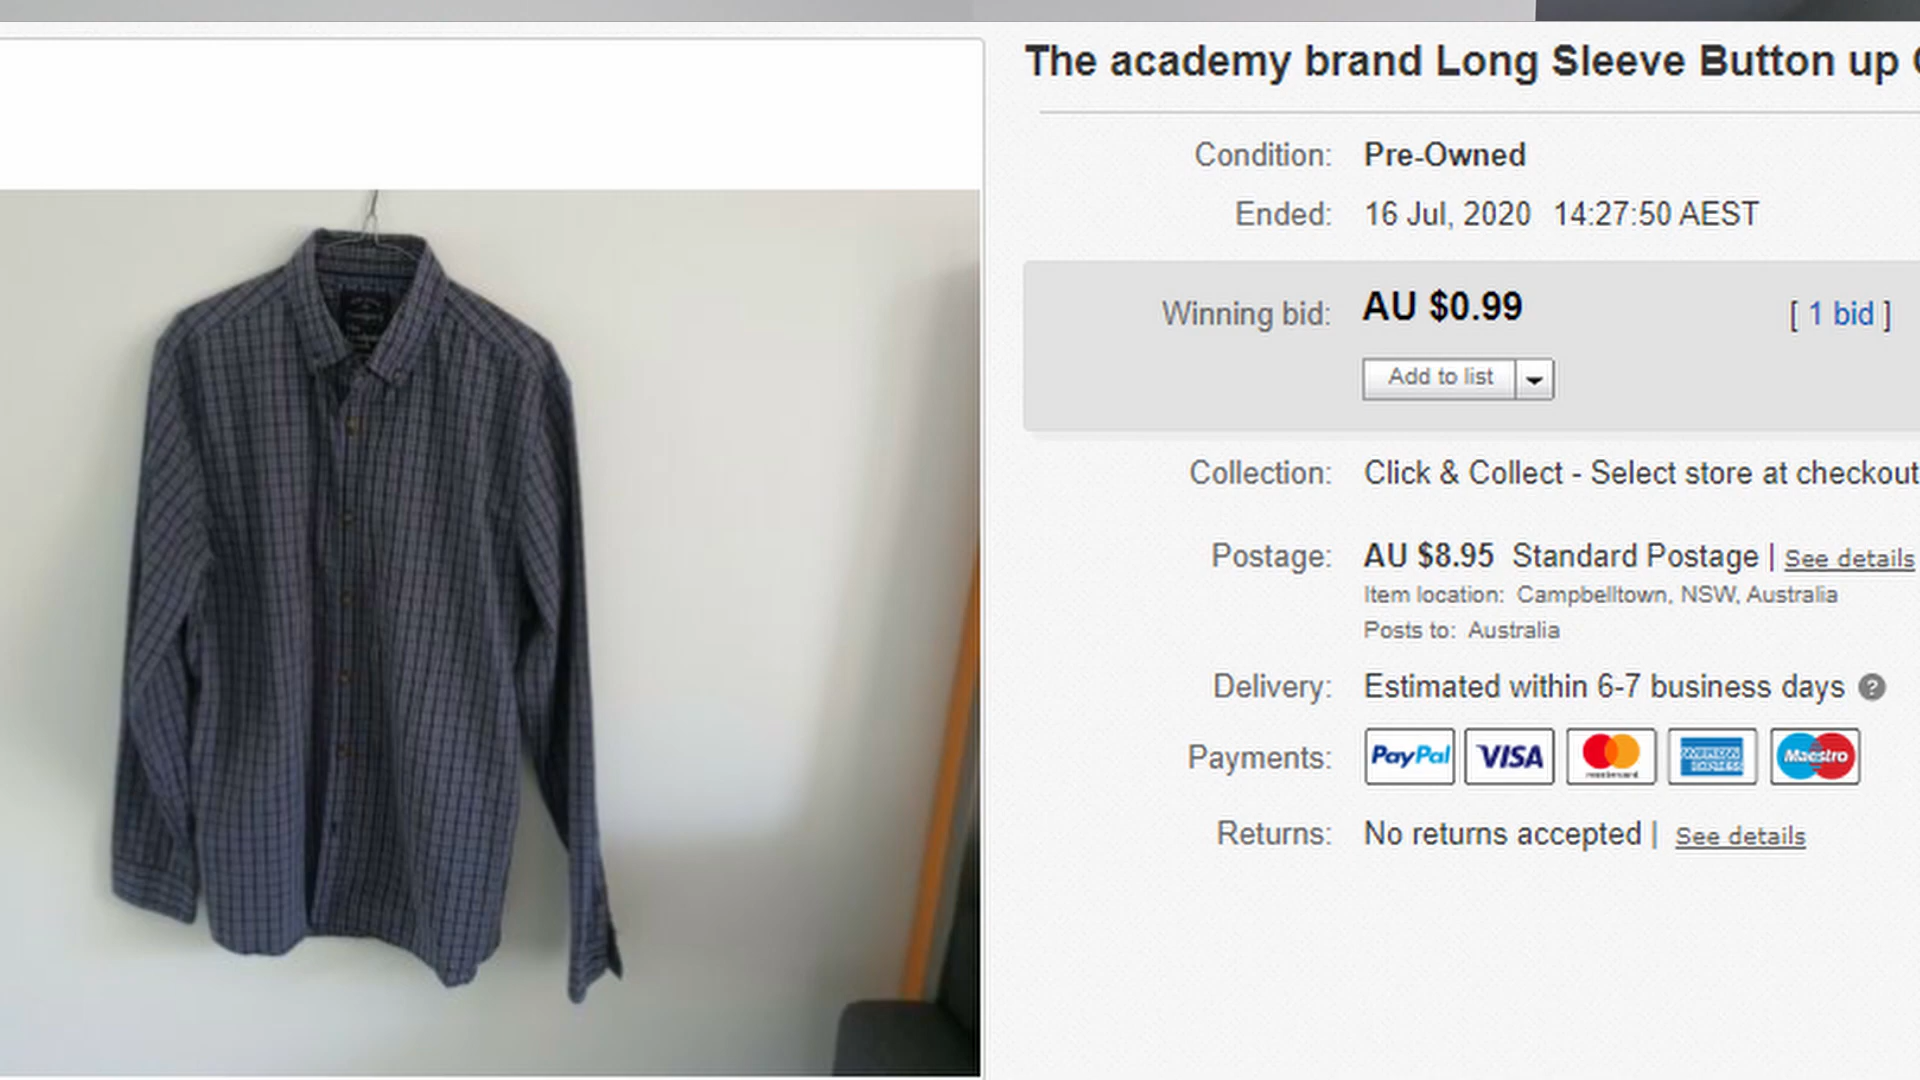 The academy brand Long Sleeve Button up
Condition: Pre-Owned
Ended: 16 Jul, 2020 14:27:50 AEST
Winning bid: AU $0.99 [ 1 bid ]
Add to list
Collection: Click & Collect - Select store at checkout
Postage: AU $8.95 Standard Postage | See details
Item location: Campbelltown, NSW, Australia
Posts to: Australia
Delivery: Estimated within 6-7 business days ?
Payments: PayPal VISA mastercard AMERICAN EXPRESS Maestro
Returns: No returns accepted | See details